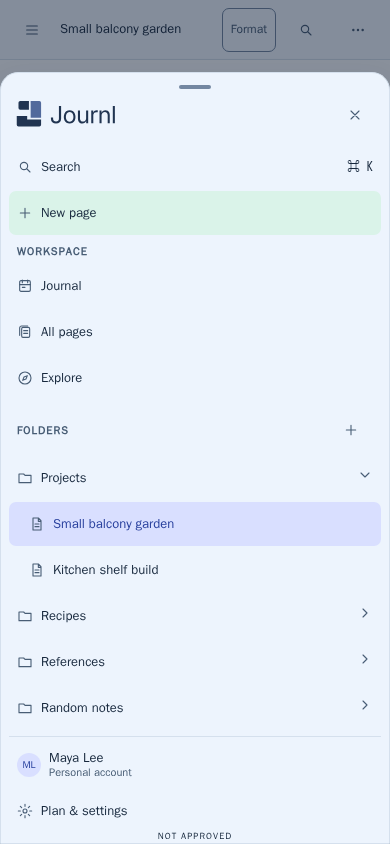 Small balcony garden
Format
Journl
Search
⌘ K
New page
WORKSPACE
Journal
All pages
Explore
FOLDERS
Projects
Small balcony garden
Kitchen shelf build
Recipes
References
Random notes
ML
Maya Lee
Personal account
Plan & settings
NOT APPROVED